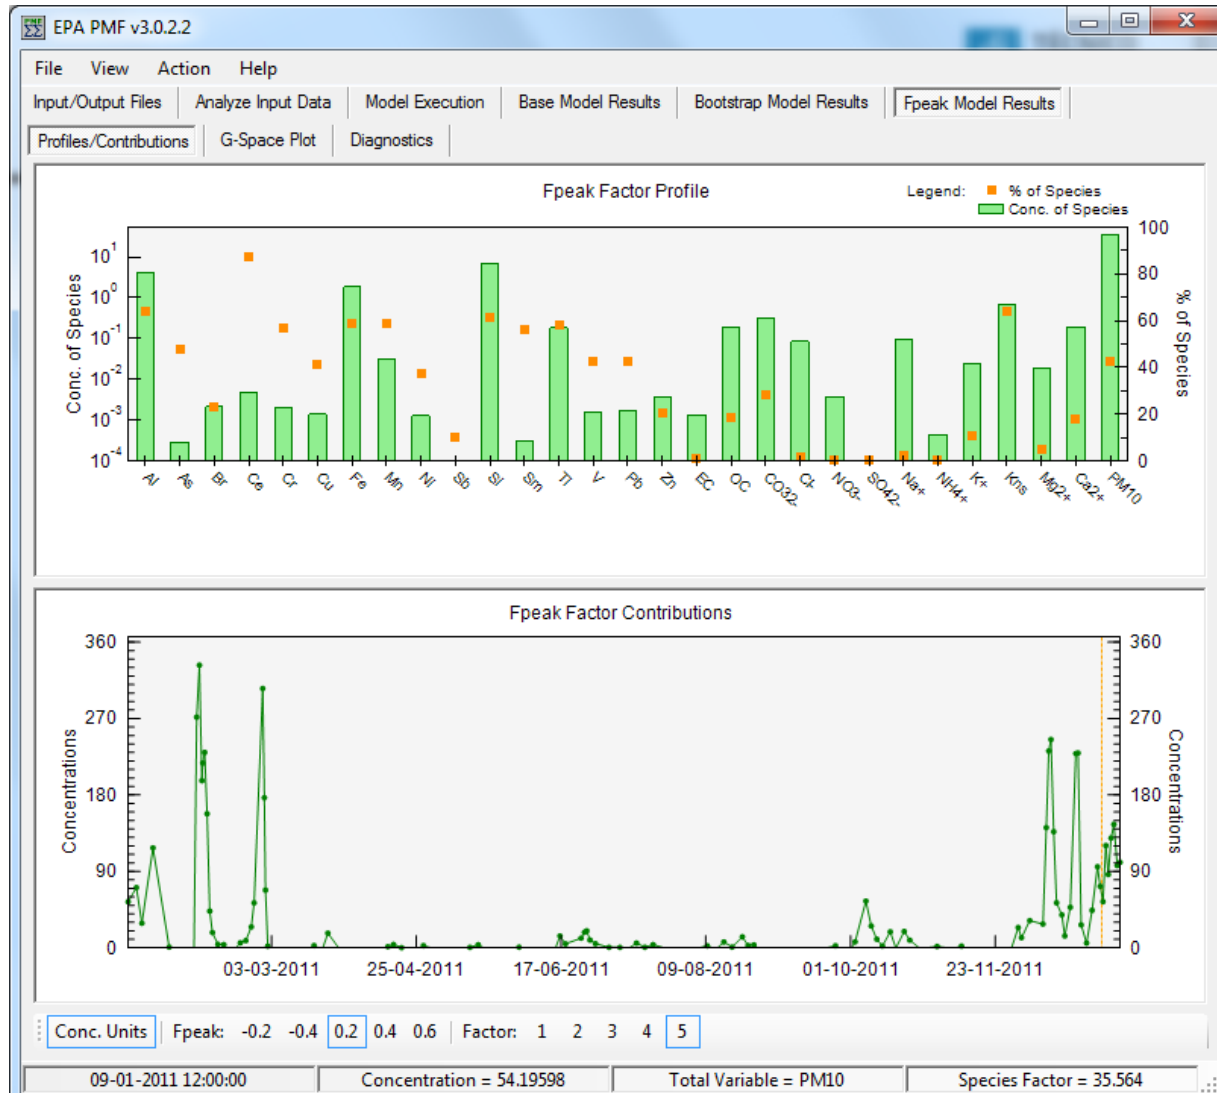 EPA PMF v3.0.2.2
File View Action Help
Input/Output Files Analyze Input Data Model Execution Base Model Results Bootstrap Model Results Fpeak Model Results
Profiles/Contributions G-Space Plot Diagnostics
Fpeak Factor Profile
Legend: % of Species
Conc. of Species
Conc. of Species
10^1
10^0
10^-1
10^-2
10^-3
10^-4
100
80
60
40
20
0
% of Species
Al As Br Ce Cr Cu Fe Mn Ni Sb Si Sm Ti V Pb Zn EC OC CO32- Cl- NO3- SO42- Na+ NH4+ K+ Kns Mg2+ Ca2+ PM10
Fpeak Factor Contributions
Concentrations
360
270
180
90
0
360
270
180
90
0
Concentrations
03-03-2011 25-04-2011 17-06-2011 09-08-2011 01-10-2011 23-11-2011
Conc. Units Fpeak: -0.2 -0.4 0.2 0.4 0.6 Factor: 1 2 3 4 5
09-01-2011 12:00:00 Concentration = 54.19598 Total Variable = PM10 Species Factor = 35.564